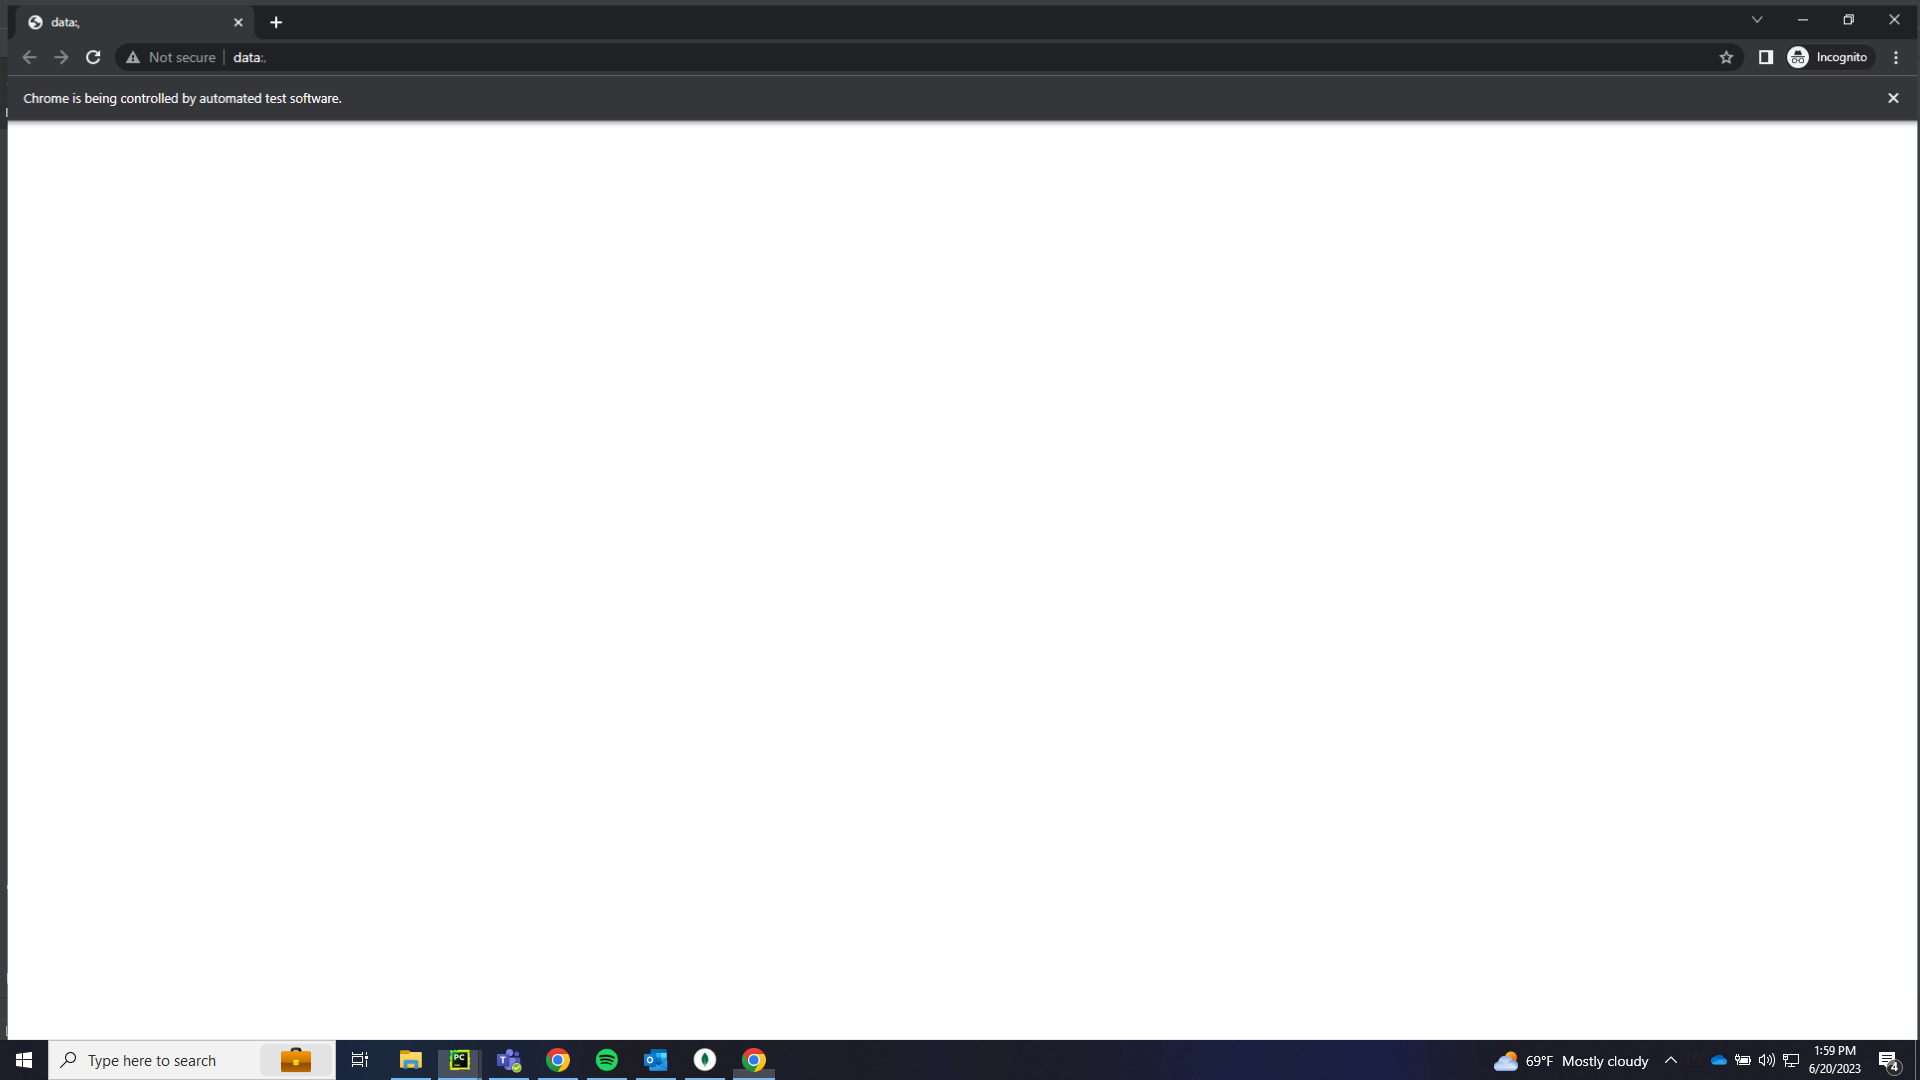 data:,
Not secure data:,
Incognito
Chrome is being controlled by automated test software.
Type here to search
PC
T
o
69°F Mostly cloudy
1:59 PM
6/20/2023
4